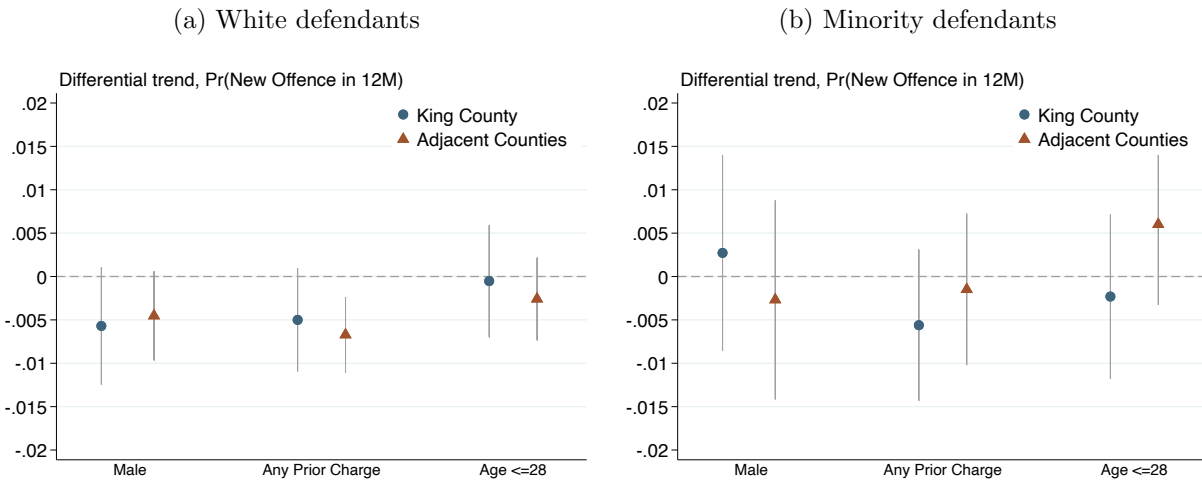 (a) White defendants
Differential trend, Pr(New Offence in 12M)
King County
Adjacent Counties
.02
.015
.01
.005
0
-.005
-.01
-.015
-.02
Male Any Prior Charge Age <=28
(b) Minority defendants
Differential trend, Pr(New Offence in 12M)
King County
Adjacent Counties
.02
.015
.01
.005
0
-.005
-.01
-.015
-.02
Male Any Prior Charge Age <=28